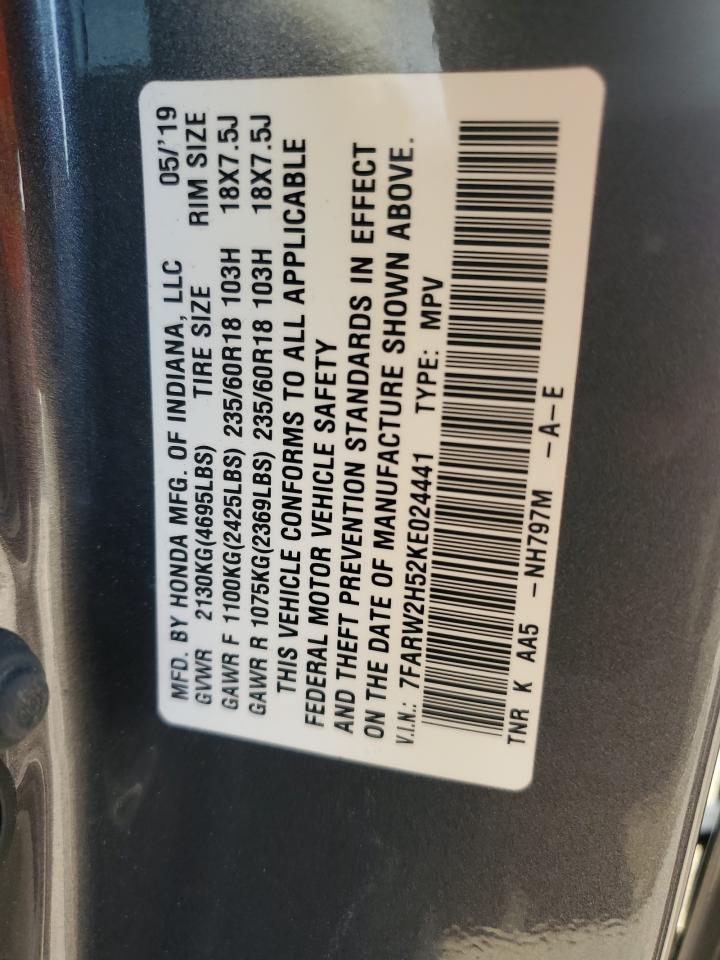 MFD. BY HONDA MFG. OF INDIANA, LLC 05/'19
GVWR 2130KG(4695LBS) TIRE SIZE RIM SIZE
GAWR F 1100KG(2425LBS) 235/60R18 103H 18X7.5J
GAWR R 1075KG(2369LBS) 235/60R18 103H 18X7.5J
THIS VEHICLE CONFORMS TO ALL APPLICABLE
FEDERAL MOTOR VEHICLE SAFETY
AND THEFT PREVENTION STANDARDS IN EFFECT
ON THE DATE OF MANUFACTURE SHOWN ABOVE.
V.I.N.: 7FARW2H52KE024441 TYPE: MPV
TNR K AA5 -NH797M -A-E